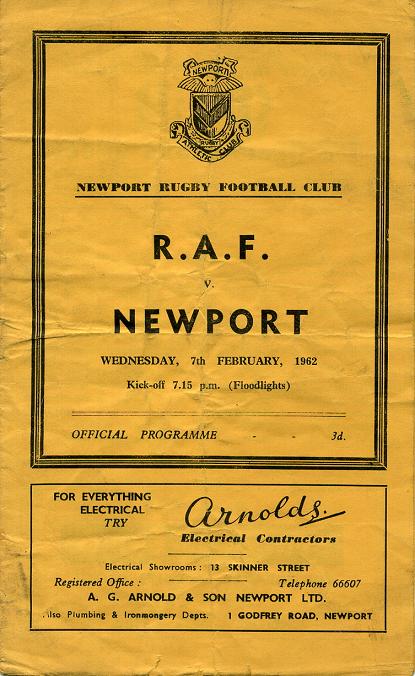 NEWPORT
RUGBY
ATHLETIC CLUB
NEWPORT RUGBY FOOTBALL CLUB
R.A.F.
v.
NEWPORT
WEDNESDAY, 7th FEBRUARY, 1962
Kick-off 7.15 p.m. (Floodlights)
OFFICIAL PROGRAMME - - 3d.
FOR EVERYTHING
ELECTRICAL
TRY
Arnolds.
Electrical Contractors
Electrical Showrooms : 13 SKINNER STREET
Registered Office : Telephone 66607
A. G. ARNOLD & SON NEWPORT LTD.
Also Plumbing & Ironmongery Depts. 1 GODFREY ROAD, NEWPORT